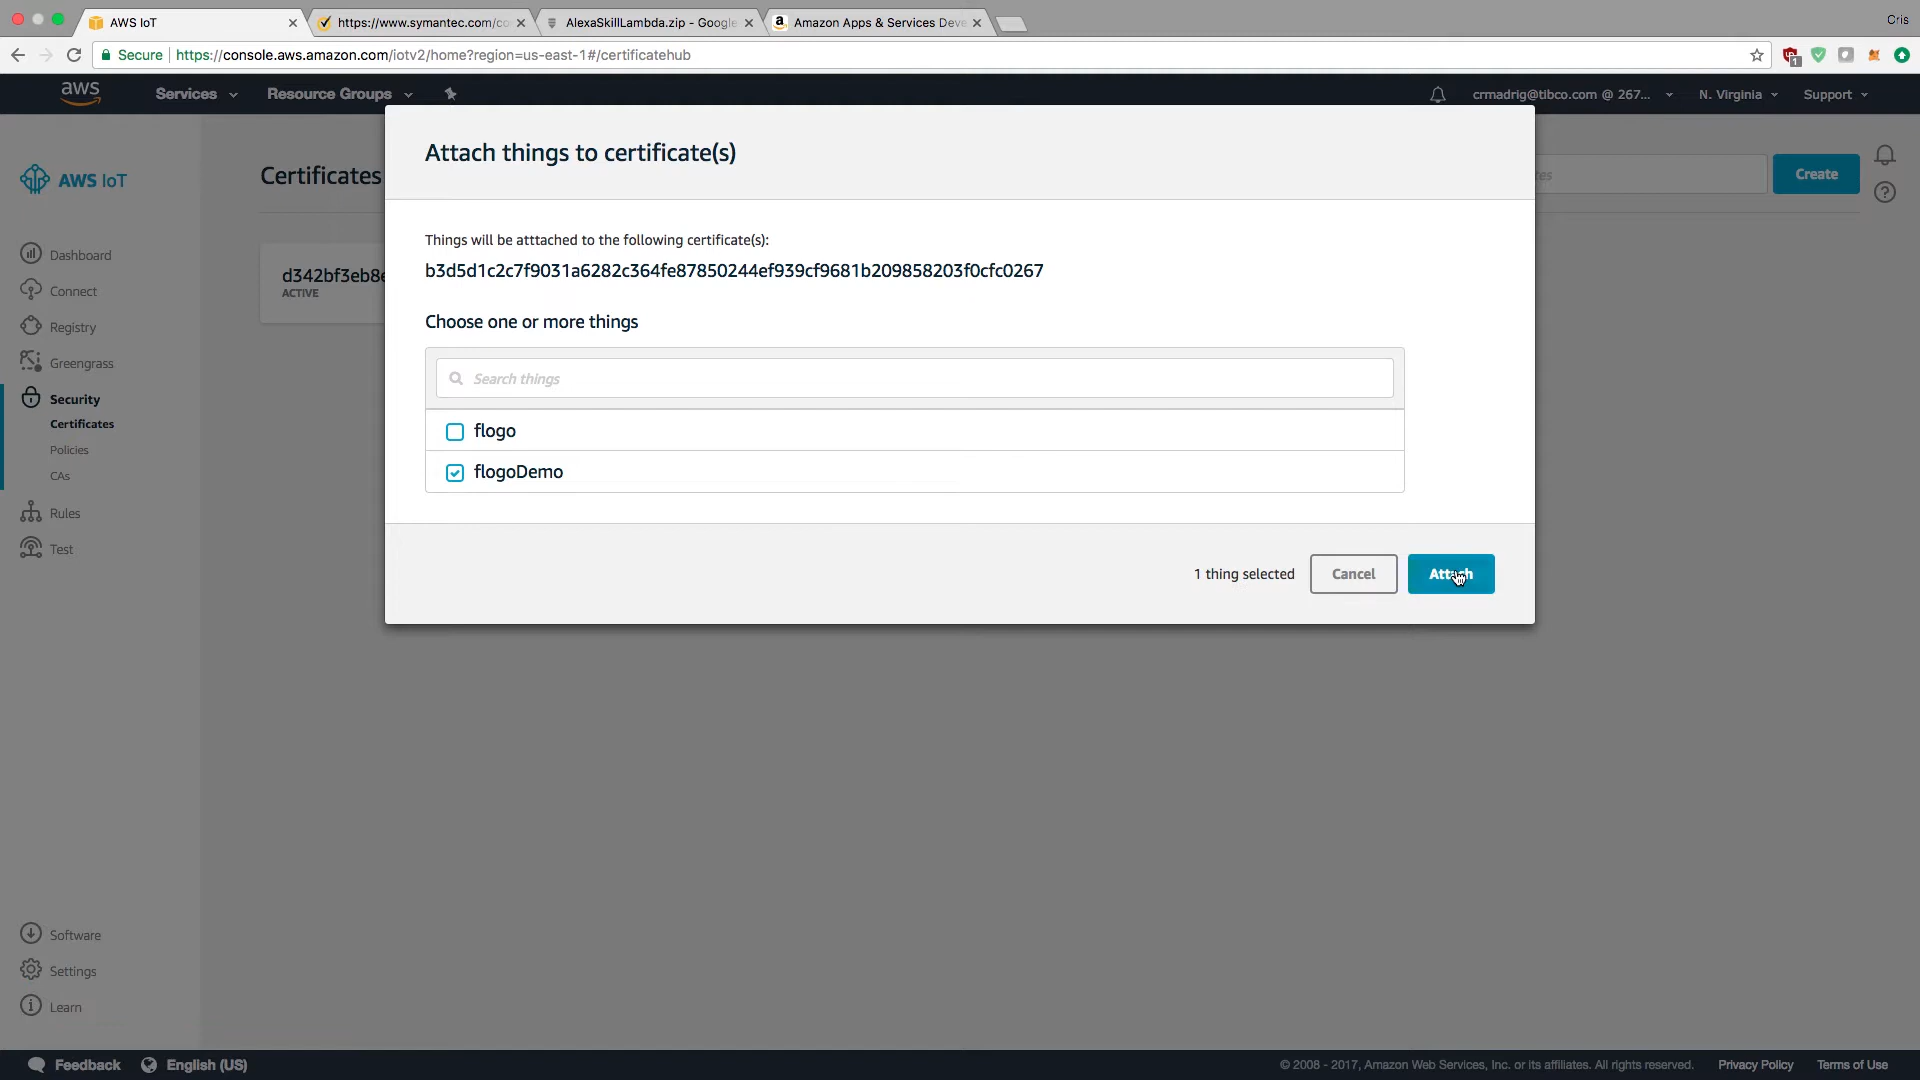 AWS IoT
https://www.symantec.com/co
AlexaSkillLambda.zip - Google
Amazon Apps & Services Deve
Cris
Secure
https://console.aws.amazon.com/iotv2/home?region=us-east-1#/certificatehub
1
aws
Services
Resource Groups
crmadrig@tibco.com @ 267...
N. Virginia
Support
AWS IoT
Dashboard
Connect
Registry
Greengrass
Security
Certificates
Policies
CAs
Rules
Test
Software
Settings
Learn
Certificates
Create
d342bf3eb8e
ACTIVE
Attach things to certificate(s)
Things will be atttached to the following certificate(s):
b3d5d1c2c7f9031a6282c364fe87850244ef939cf9681b209858203f0cfc0267
Choose one or more things
Search things
flogo
flogoDemo
1 thing selected
Cancel
Attach
Feedback
English (US)
© 2008 - 2017, Amazon Web Services, Inc. or its affiliates. All rights reserved.
Privacy Policy
Terms of Use